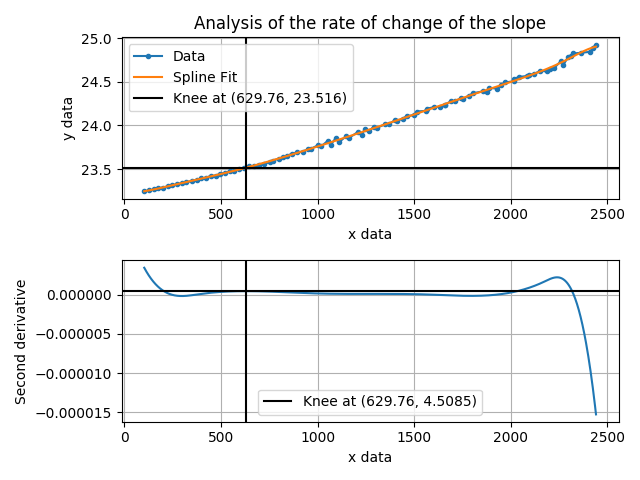 Analysis of the rate of change of the slope
25.0
24.5
24.0
23.5
y data
Data
Spline Fit
Knee at (629.76, 23.516)
0 500 1000 1500 2000 2500
x data
0.000000
−0.000005
−0.000010
−0.000015
Second derivative
Knee at (629.76, 4.5085)
0 500 1000 1500 2000 2500
x data